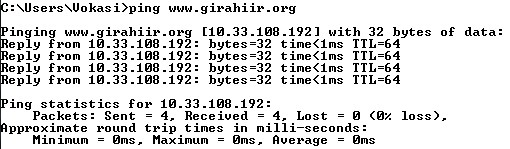 C:\Users\Vokasi>ping www.girahiir.org
Pinging www.girahiir.org [10.33.108.192] with 32 bytes of data:
Reply from 10.33.108.192: bytes=32 time<1ms TTL=64
Reply from 10.33.108.192: bytes=32 time<1ms TTL=64
Reply from 10.33.108.192: bytes=32 time<1ms TTL=64
Reply from 10.33.108.192: bytes=32 time<1ms TTL=64
Ping statistics for 10.33.108.192:
Packets: Sent = 4, Received = 4, Lost = 0 (0% loss),
Approximate round trip times in milli-seconds:
Minimum = 0ms, Maximum = 0ms, Average = 0ms